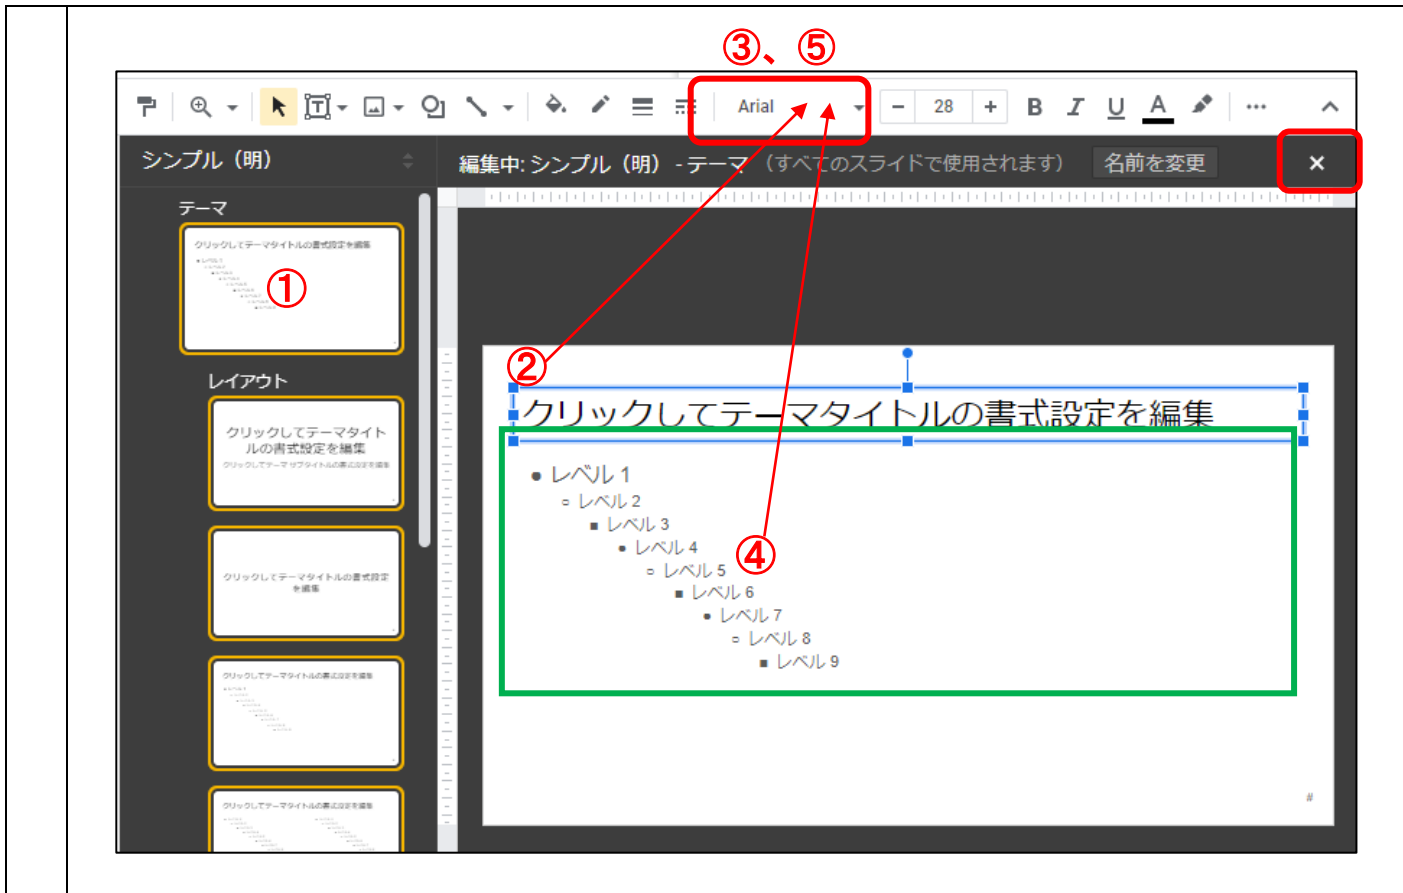 ③、⑤
Arial
− 28 +
B I U A
シンプル（明）
編集中: シンプル（明） - テーマ （すべてのスライドで使用されます） 名前を変更 ×
テーマ
クリックしてテーマタイトルの書式設定を編集
①
レイアウト
クリックしてテーマタイト
ルの書式設定を編集
クリックしてテーマ サブタイトルの書式設定を編集
クリックしてテーマタイトルの書式設定
を編集
クリックしてテーマタイトルの書式設定を編集
クリックしてテーマタイトルの書式設定を編集
②
クリックしてテーマタイトルの書式設定を編集
● レベル 1
○ レベル 2
■ レベル 3
● レベル 4
○ レベル 5
■ レベル 6
● レベル 7
○ レベル 8
■ レベル 9
④
#